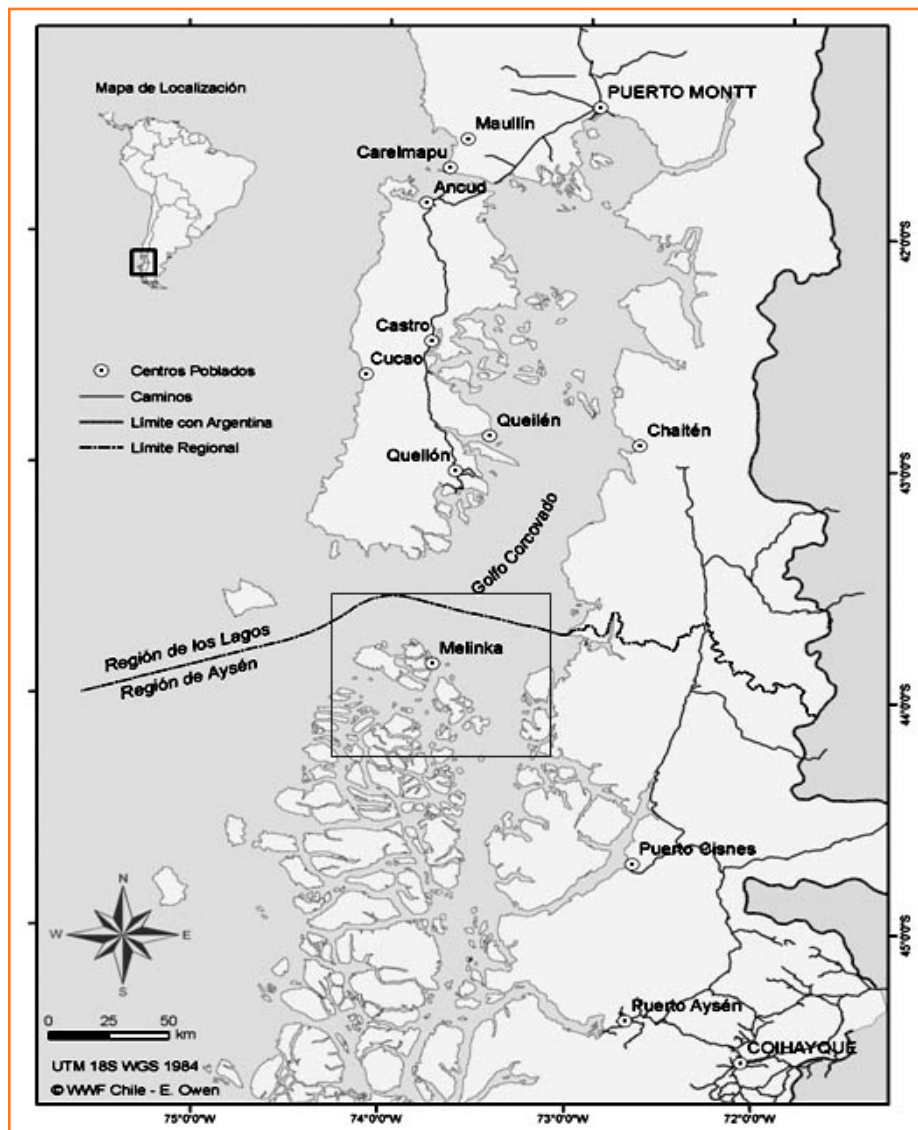 Mapa de Localización
PUERTO MONTT
Maullín
Carelmapu
Ancud
42°0'0"S
Castro
Cucao
Centros Poblados
Caminos
Límite con Argentina
Límite Regional
Queilén
Chaitén
Quellón
43°0'0"S
Golfo Corcovado
Región de los Lagos
Región de Aysén
Melinka
44°0'0"S
Puerto Cisnes
N
W
E
S
45°0'0"S
Puerto Aysén
COIHAYQUE
0 25 50
km
UTM 18S WGS 1984
© WWF Chile - E. Owen
75°0'0"W
74°0'0"W
73°0'0"W
72°0'0"W